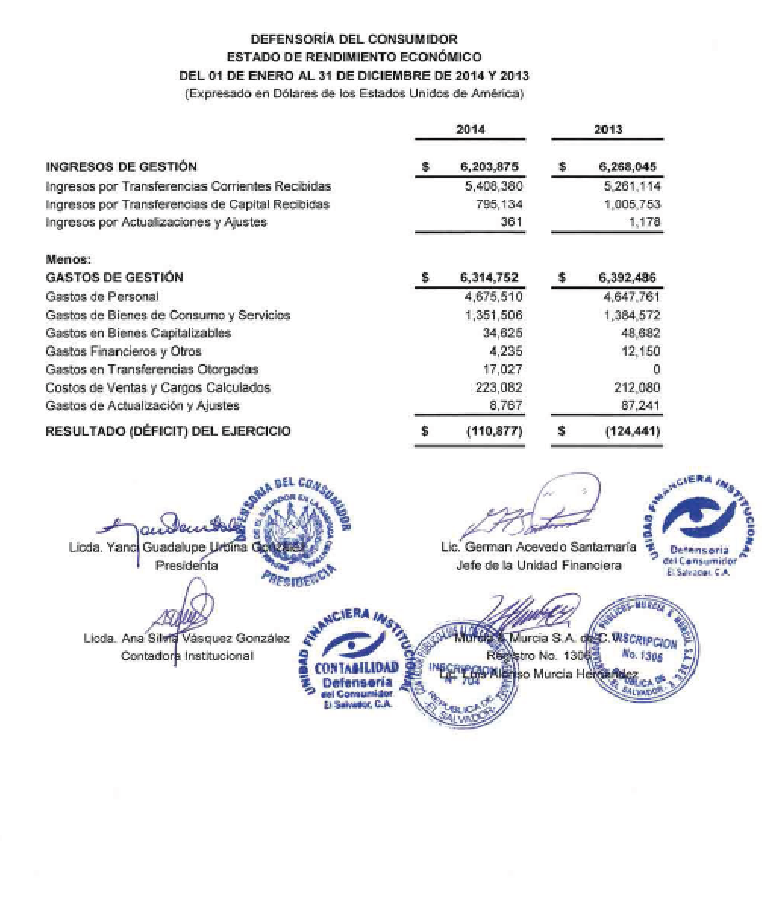 DEFENSORÍA DEL CONSUMIDOR
ESTADO DE RENDIMIENTO ECONÓMICO
DEL 01 DE ENERO AL 31 DE DICIEMBRE DE 2014 Y 2013
(Expresado en Dólares de los Estados Unidos de América)
2014 2013
INGRESOS DE GESTIÓN $ 6,203,875 $ 6,268,045
Ingresos por Transferencias Corrientes Recibidas 5,408,380 5,261,114
Ingresos por Transferencias de Capital Recibidas 795,134 1,005,753
Ingresos por Actualizaciones y Ajustes 361 1,178
Menos:
GASTOS DE GESTIÓN $ 6,314,752 $ 6,392,486
Gastos de Personal 4,675,510 4,647,761
Gastos de Bienes de Consumo y Servicios 1,351,506 1,384,572
Gastos en Bienes Capitalizables 34,625 48,682
Gastos Financieros y Otros 4,235 12,150
Gastos en Transferencias Otorgadas 17,027 0
Costos de Ventas y Cargos Calculados 223,082 212,080
Gastos de Actualización y Ajustes 8,767 87,241
RESULTADO (DÉFICIT) DEL EJERCICIO $ (110,877) $ (124,441)
DEFENSORIA DEL CONSUMIDOR
PRESIDENCIA
UNIDAD FINANCIERA INSTITUCIONAL
Defensoría
del Consumidor
El Salvador, C.A.
Licda. Yanci Guadalupe Urbina González
Presidenta
Lic. German Acevedo Santamaría
Jefe de la Unidad Financiera
Licda. Ana Silvia Vásquez González
Contadora Institucional
UNIDAD FINANCIERA INSTITUCIONAL
CONTABILIDAD
Defensoría
del Consumidor
El Salvador, C.A.
Murcia & Murcia S.A. de C.V.
Registro No. 1306
Lic. Luis Alonso Murcia Hernández
INSCRIPCION
N° 704
REPUBLICA DE
EL SALVADOR
MURCIA & MURCIA
INSCRIPCION
No. 1306
REPUBLICA DE
EL SALVADOR